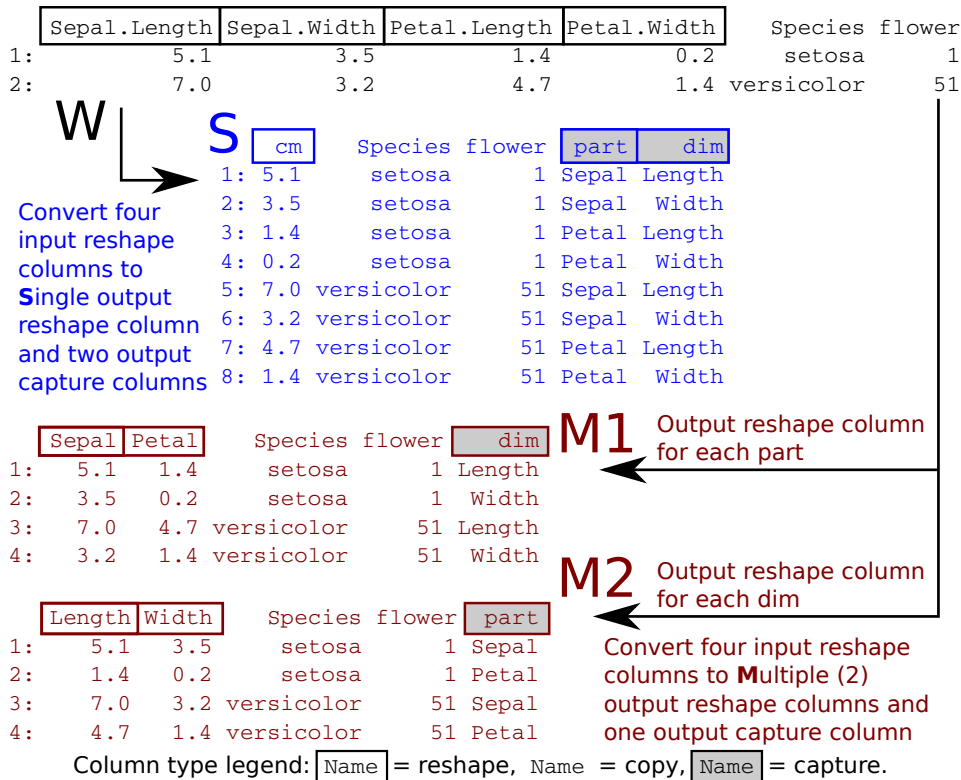 Sepal.Length Sepal.Width Petal.Length Petal.Width Species flower
1: 5.1 3.5 1.4 0.2 setosa 1
2: 7.0 3.2 4.7 1.4 versicolor 51
W
S
cm Species flower part dim
1: 5.1 setosa 1 Sepal Length
2: 3.5 setosa 1 Sepal Width
3: 1.4 setosa 1 Petal Length
4: 0.2 setosa 1 Petal Width
5: 7.0 versicolor 51 Sepal Length
6: 3.2 versicolor 51 Sepal Width
7: 4.7 versicolor 51 Petal Length
8: 1.4 versicolor 51 Petal Width
Convert four
input reshape
columns to
Single output
reshape column
and two output
capture columns
Sepal Petal Species flower dim
1: 5.1 1.4 setosa 1 Length
2: 3.5 0.2 setosa 1 Width
3: 7.0 4.7 versicolor 51 Length
4: 3.2 1.4 versicolor 51 Width
M1
Output reshape column
for each part
M2
Output reshape column
for each dim
Length Width Species flower part
1: 5.1 3.5 setosa 1 Sepal
2: 1.4 0.2 setosa 1 Petal
3: 7.0 3.2 versicolor 51 Sepal
4: 4.7 1.4 versicolor 51 Petal
Convert four input reshape
columns to Multiple (2)
output reshape columns and
one output capture column
Column type legend: Name = reshape, Name = copy, Name = capture.